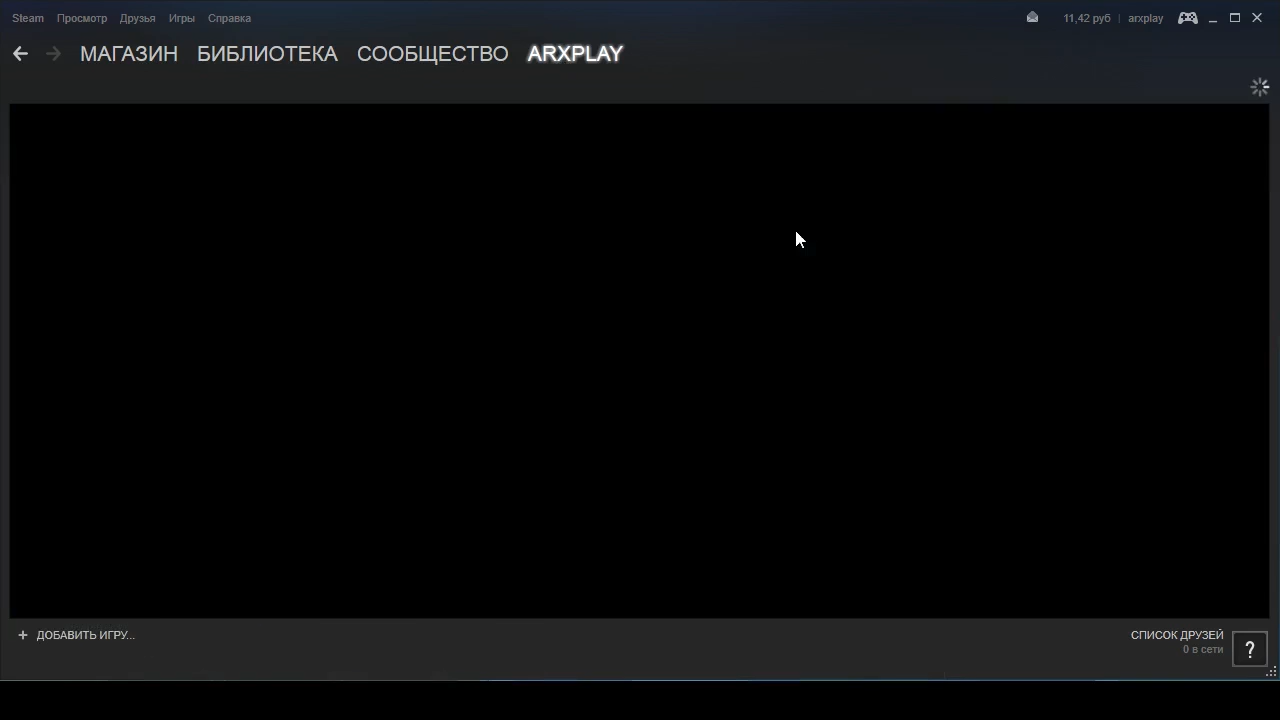 Steam Просмотр Друзья Игры Справка 11,42 руб arxplay
МАГАЗИН БИБЛИОТЕКА СООБЩЕСТВО ARXPLAY
+ ДОБАВИТЬ ИГРУ... СПИСОК ДРУЗЕЙ
0 в сети
?